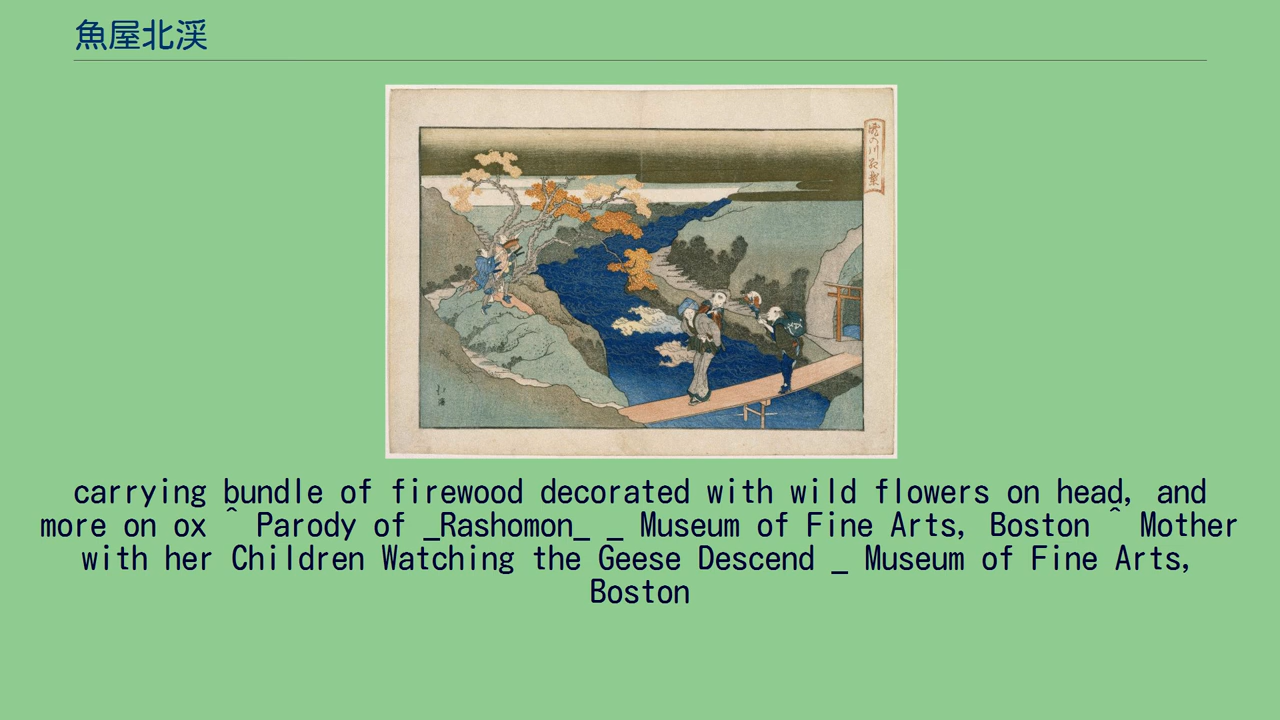 魚屋北渓
carrying bundle of firewood decorated with wild flowers on head, and
more on ox ^ Parody of _Rashomon_ _ Museum of Fine Arts, Boston ^ Mother
with her Children Watching the Geese Descend _ Museum of Fine Arts,
Boston